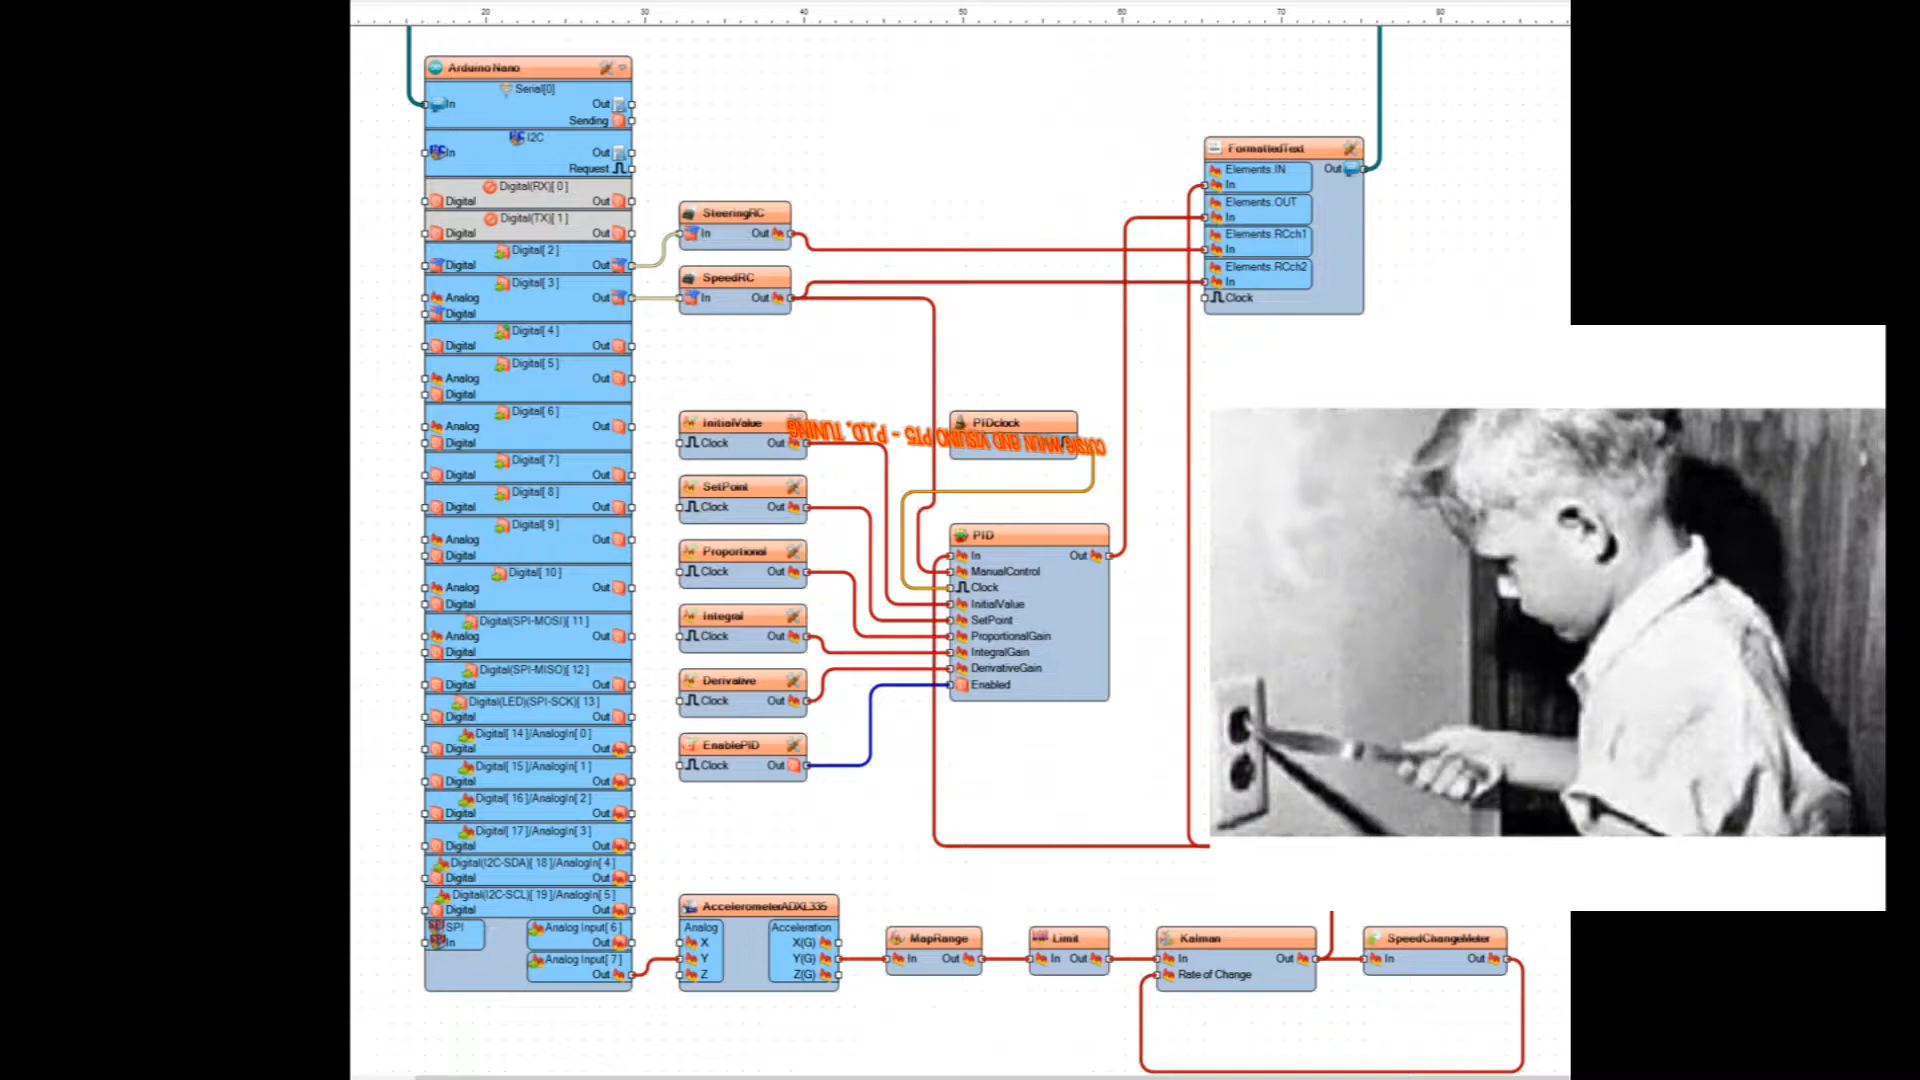 20 30 40 50 60 70 80
Arduino Nano
Serial[0]
In Out
Sending
I2C
In Out
Request
Digital(RX)[ 0 ]
Digital Out
Digital(TX)[ 1 ]
Digital Out
Digital[ 2 ]
Digital Out
Digital[ 3 ]
Analog Out
Digital
Digital[ 4 ]
Digital Out
Digital[ 5 ]
Analog Out
Digital
Digital[ 6 ]
Analog Out
Digital
Digital[ 7 ]
Digital Out
Digital[ 8 ]
Digital Out
Digital[ 9 ]
Analog Out
Digital
Digital[ 10 ]
Analog Out
Digital
Digital(SPI-MOSI)[ 11 ]
Analog Out
Digital
Digital(SPI-MISO)[ 12 ]
Digital Out
Digital(LED)(SPI-SCK)[ 13 ]
Digital Out
Digital[ 14 ]/AnalogIn[ 0 ]
Digital Out
Digital[ 15 ]/AnalogIn[ 1 ]
Digital Out
Digital[ 16 ]/AnalogIn[ 2 ]
Digital Out
Digital[ 17 ]/AnalogIn[ 3 ]
Digital Out
Digital(I2C-SDA)[ 18 ]/AnalogIn[ 4 ]
Digital Out
Digital(I2C-SCL)[ 19 ]/AnalogIn[ 5 ]
Digital Out
SPI
In
Analog Input[ 6 ]
Out
Analog Input[ 7 ]
Out
SteeringRC
In Out
SpeedRC
In Out
FormattedText
Elements.IN Out
In
Elements.OUT
In
Elements.RCch1
In
Elements.RCch2
In
Clock
InitialValue
Clock Out
PIDclock
VISUINO PT5 - P.I.D. TUNING
SetPoint
Clock Out
Proportional
Clock Out
Integral
Clock Out
Derivative
Clock Out
EnablePID
Clock Out
PID
In Out
ManualControl
Clock
InitialValue
SetPoint
ProportionalGain
IntegralGain
DerivativeGain
Enabled
AccelerometerADXL335
Analog Acceleration
X X(G)
Y Y(G)
Z Z(G)
MapRange
In Out
Limit
In Out
Kalman
In Out
Rate of Change
SpeedChangeMeter
In Out